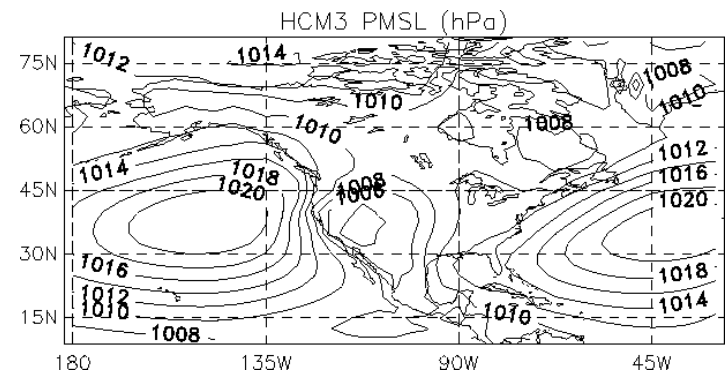 HCM3 PMSL (hPa)
1012 1014
75N
1008
1010 1010
60N 1010 1008
1012
1014 1018 1016
45N 1020 1008
1006 1020
30N
1016 1018
1012 1014
1010 1010
15N
1008
180 135W 90W 45W